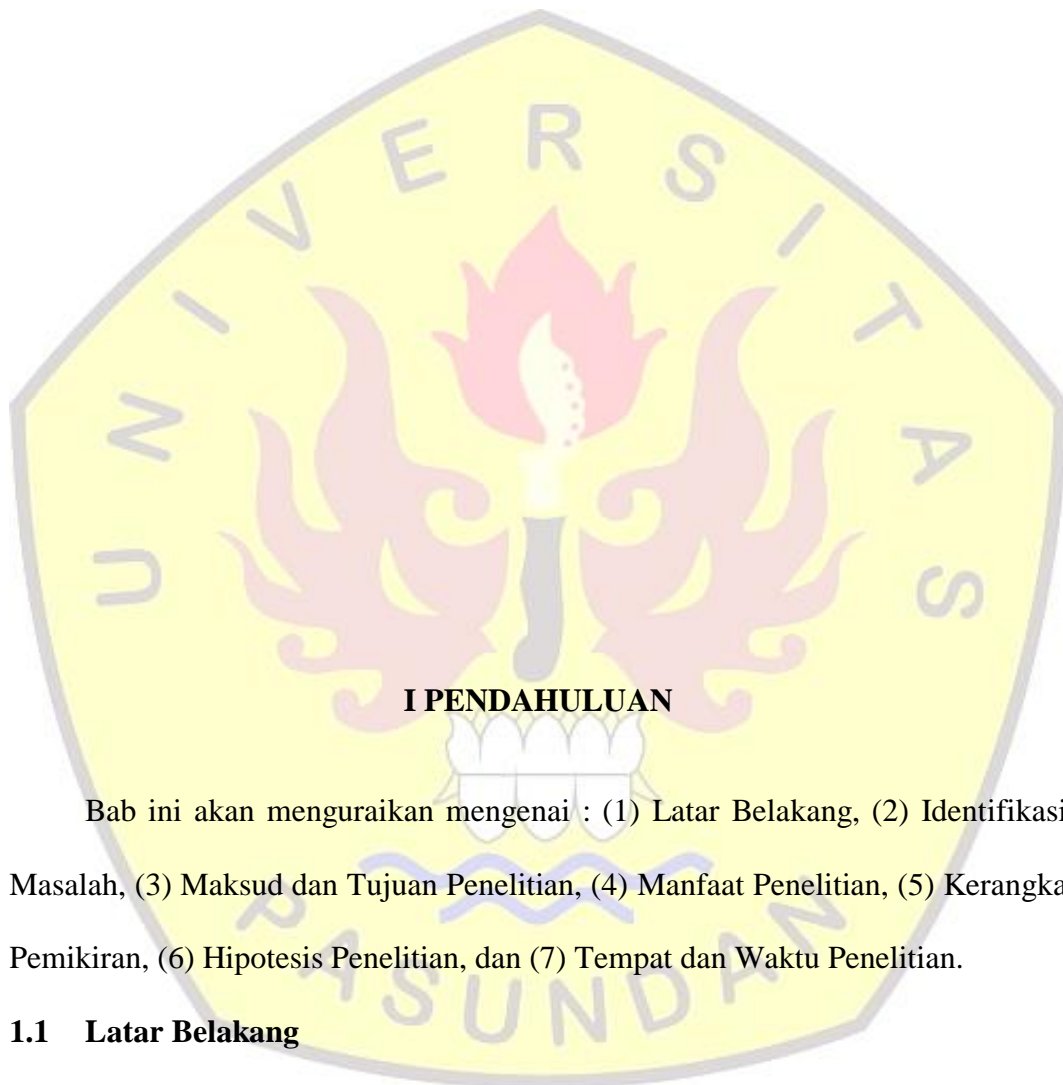 UNIVERSITAS
I PENDAHULUAN
Bab ini akan menguraikan mengenai : (1) Latar Belakang, (2) Identifikasi
Masalah, (3) Maksud dan Tujuan Penelitian, (4) Manfaat Penelitian, (5) Kerangka
Pemikiran, (6) Hipotesis Penelitian, dan (7) Tempat dan Waktu Penelitian.
PASUNDAN
1.1 Latar Belakang